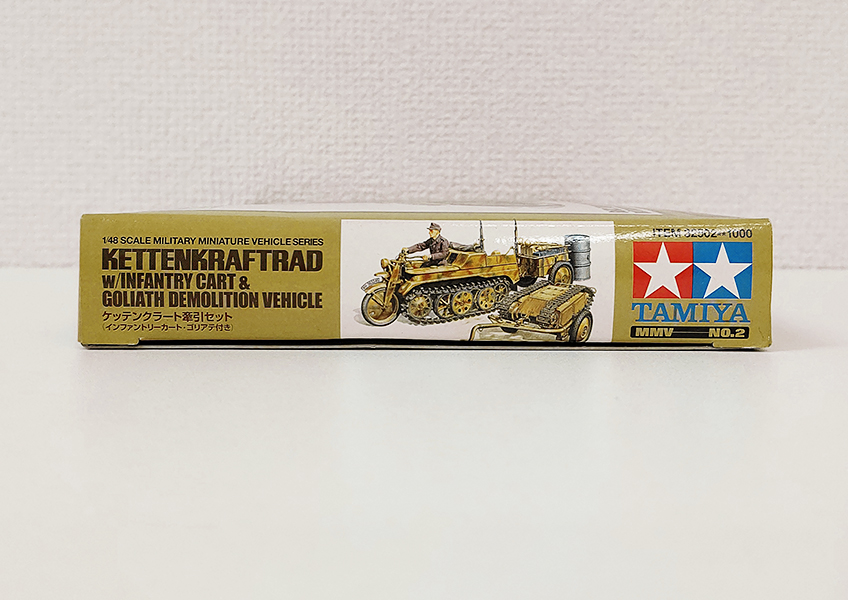 1/48 SCALE MILITARY MINIATURE VEHICLE SERIES
KETTENKRAFTRAD
w/INFANTRY CART &
GOLIATH DEMOLITION VEHICLE
ケッテンクラート牽引セット
(インファントリーカート・ゴリアテ付き)
ITEM 32502--1000
TAMIYA
MMV NO.2